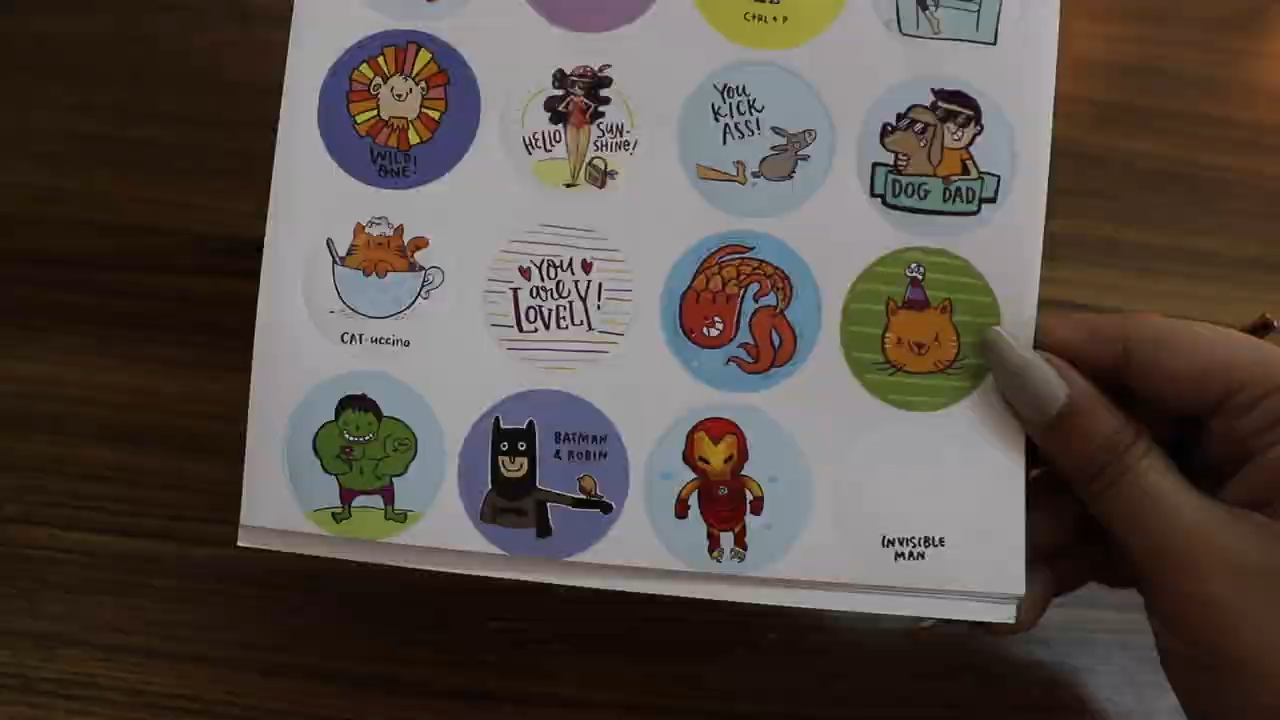 CTRL + P
WILD
ONE!
HELLO SUN-
SHINE!
YOU
KICK
ASS!
DOG DAD
CAT-uccino
YOU
are
LOVELY!
BATMAN
& ROBIN
INVISIBLE
MAN